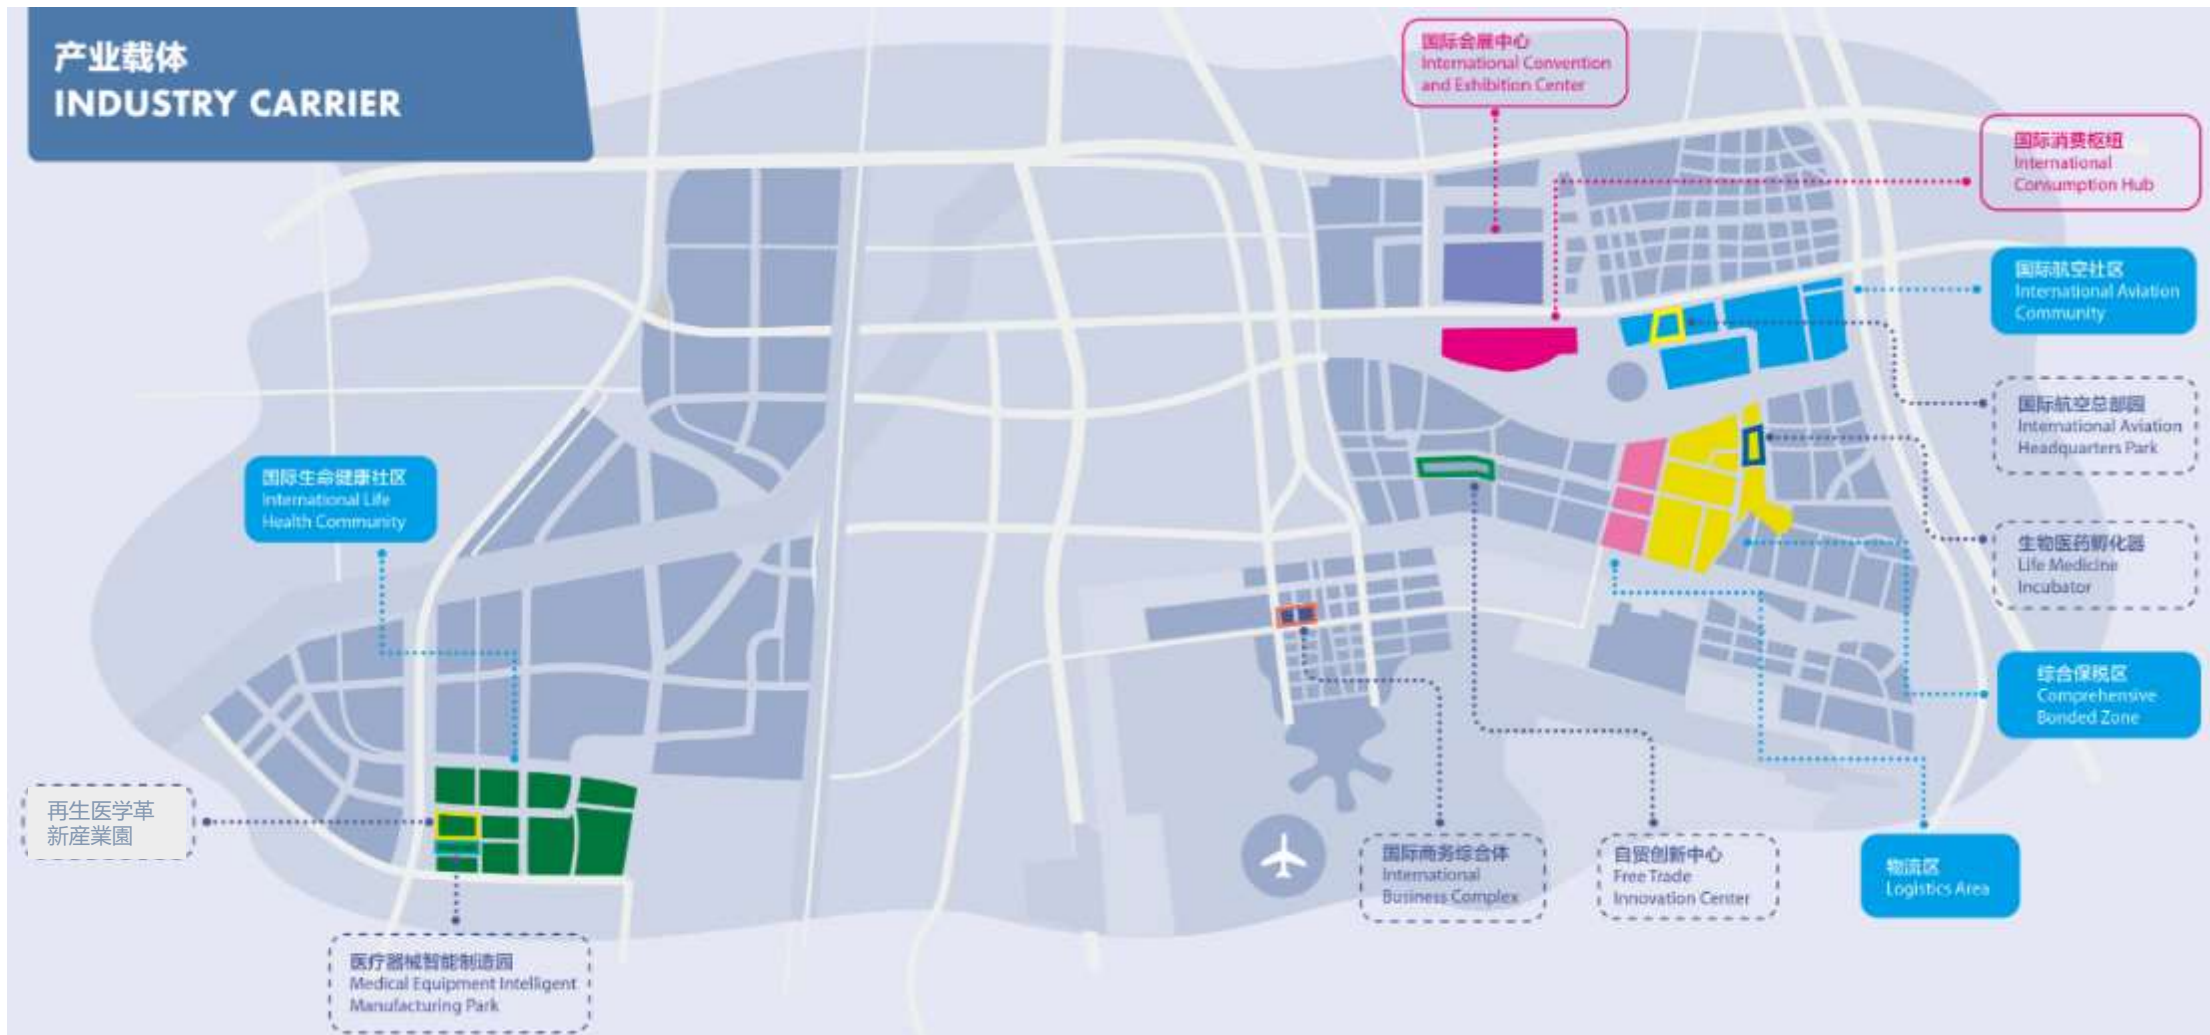 产业载体
INDUSTRY CARRIER
国际会展中心
International Convention
and Exhibition Center
国际消费枢纽
International
Consumption Hub
国际航空社区
International Aviation
Community
国际航空总部园
International Aviation
Headquarters Park
生物医药孵化器
Life Medicine
Incubator
综合保税区
Comprehensive
Bonded Zone
物流区
Logistics Area
自贸创新中心
Free Trade
Innovation Center
国际商务综合体
International
Business Complex
国际生命健康社区
International Life
Health Community
再生医学革
新産業園
医疗器械智能制造园
Medical Equipment Intelligent
Manufacturing Park